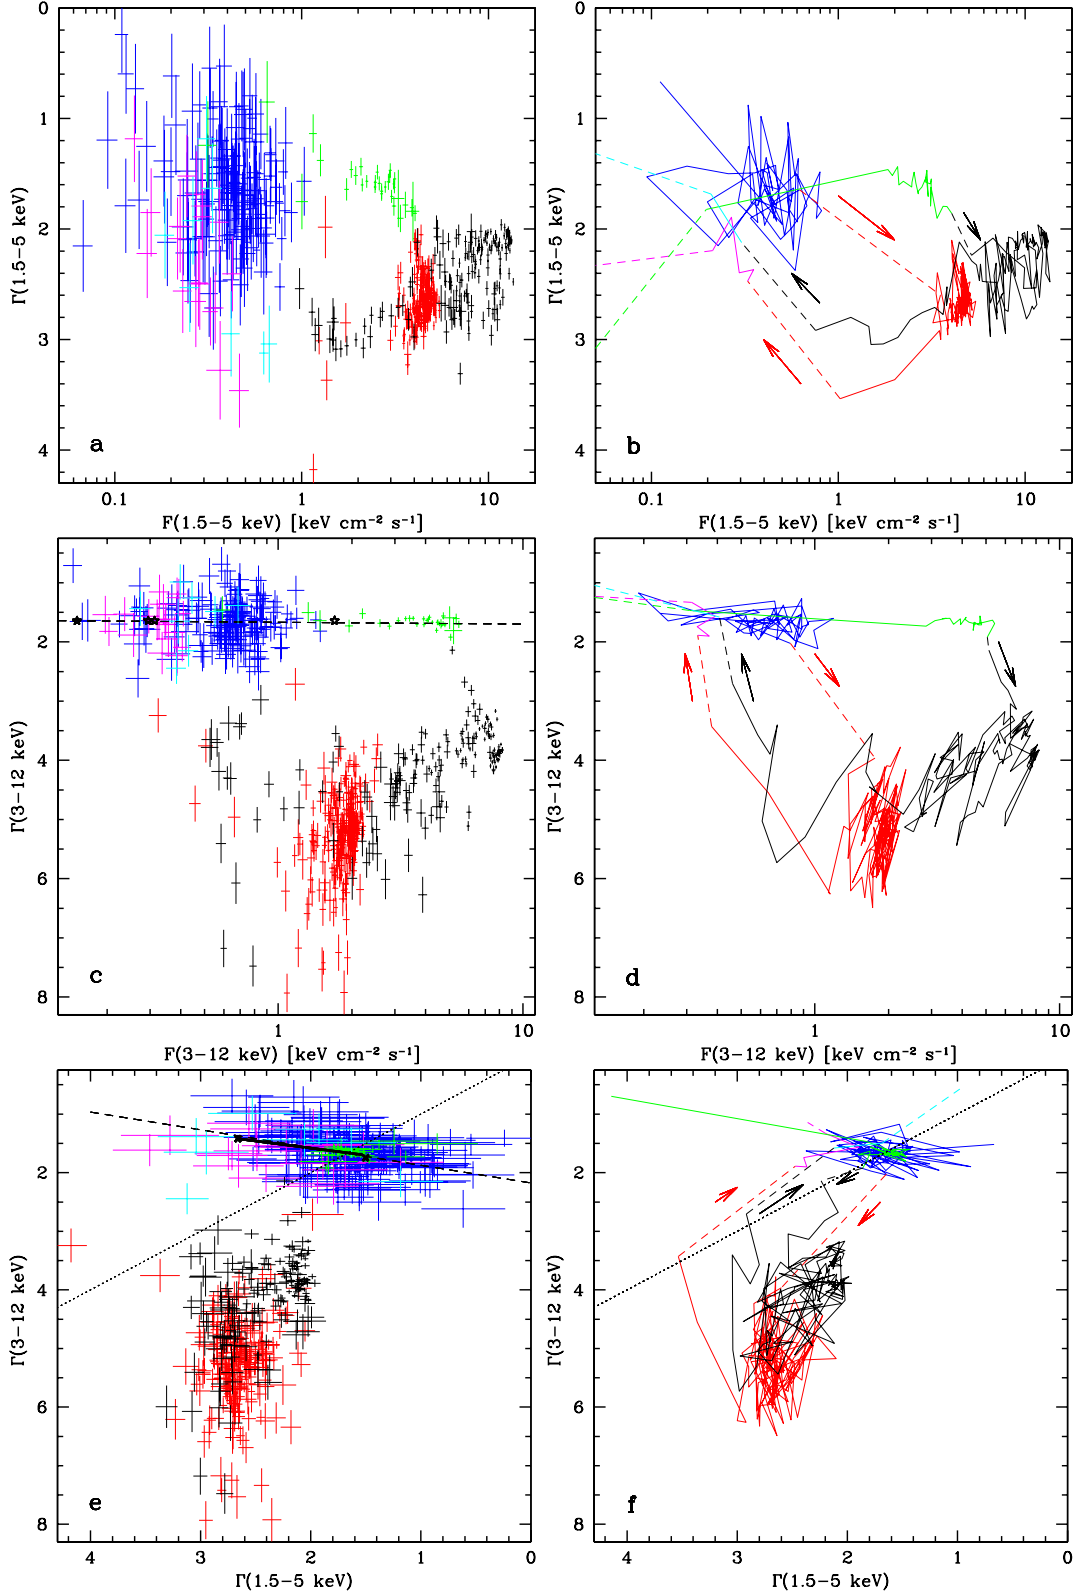 0
1
2
3
4
Γ(1.5−5 keV)
a
0.1
1
10
F(1.5−5 keV) [keV cm⁻² s⁻¹]
0
1
2
3
4
Γ(1.5−5 keV)
b
0.1
1
10
F(1.5−5 keV) [keV cm⁻² s⁻¹]
2
4
6
8
Γ(3−12 keV)
c
1
10
F(3−12 keV) [keV cm⁻² s⁻¹]
2
4
6
8
Γ(3−12 keV)
d
1
10
F(3−12 keV) [keV cm⁻² s⁻¹]
2
4
6
8
Γ(3−12 keV)
e
4
3
2
1
0
Γ(1.5−5 keV)
2
4
6
8
Γ(3−12 keV)
f
4
3
2
1
0
Γ(1.5−5 keV)